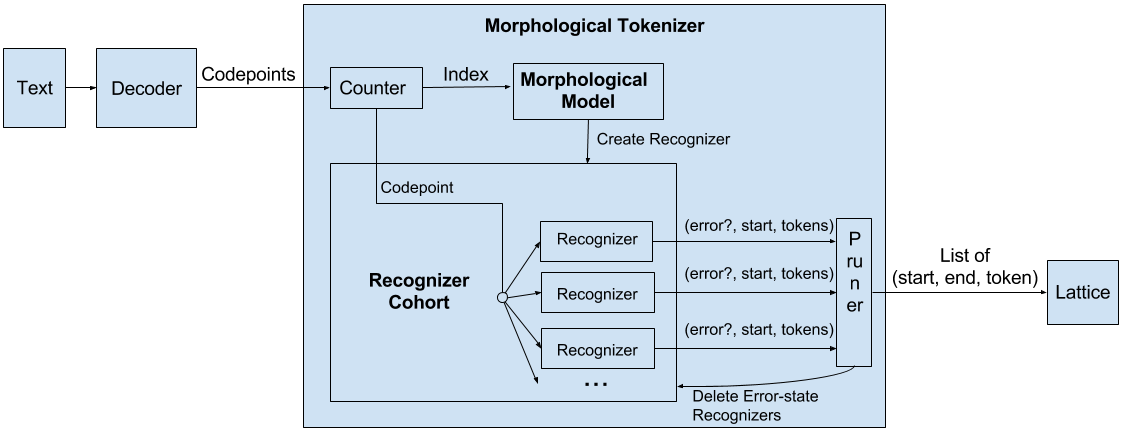 Morphological Tokenizer
Text
Decoder
Codepoints
Counter
Index
Morphological
Model
Create Recognizer
Codepoint
Recognizer
Cohort
Recognizer
Recognizer
Recognizer
...
(error?, start, tokens)
(error?, start, tokens)
(error?, start, tokens)
P
ru
n
er
Delete Error-state
Recognizers
List of
(start, end, token)
Lattice